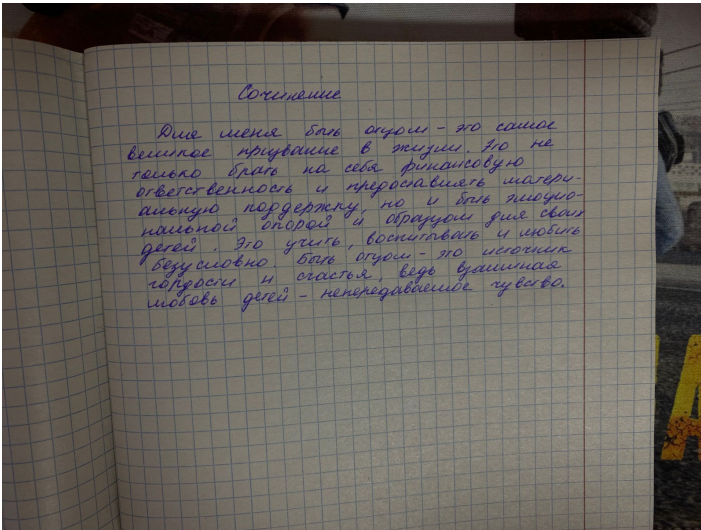 Сочинение
Для меня быть отцом – это самое
великое призвание в жизни. Это не
только брать на себя финансовую
ответственность и предоставлять матери-
альную поддержку, но и быть эмоцио-
нальной опорой и образцом для своих
детей. Это учить, воспитывать и любить
безусловно. Быть отцом – это источник
гордости и счастья, ведь взаимная
любовь детей – непередаваемое чувство.